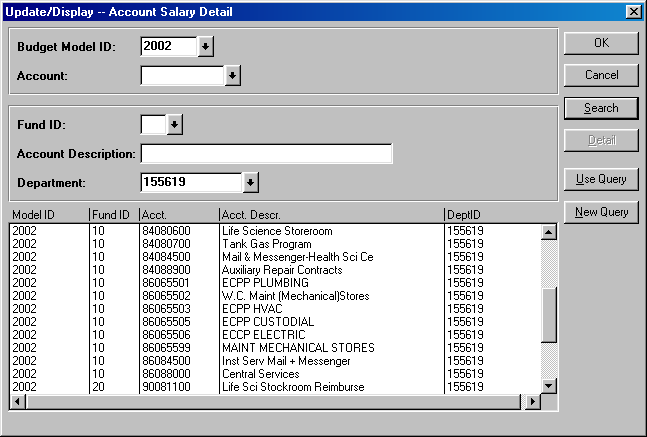 Update/Display -- Account Salary Detail
Budget Model ID: 2002
OK
Account:
Cancel
Search
Fund ID:
Detail
Account Description:
Department: 155619
Use Query
New Query
Model ID Fund ID Acct. Acct. Descr. DeptID
2002 10 84080600 Life Science Storeroom 155619
2002 10 84080700 Tank Gas Program 155619
2002 10 84084500 Mail & Messenger-Health Sci Ce 155619
2002 10 84088900 Auxiliary Repair Contracts 155619
2002 10 86065501 ECPP PLUMBING 155619
2002 10 86065502 W.C. Maint (Mechanical)Stores 155619
2002 10 86065503 ECPP HVAC 155619
2002 10 86065505 ECPP CUSTODIAL 155619
2002 10 86065506 ECCP ELECTRIC 155619
2002 10 86065599 MAINT MECHANICAL STORES 155619
2002 10 86084500 Inst Serv Mail + Messenger 155619
2002 10 86088000 Central Services 155619
2002 20 90081100 Life Sci Stockroom Reimburse 155619